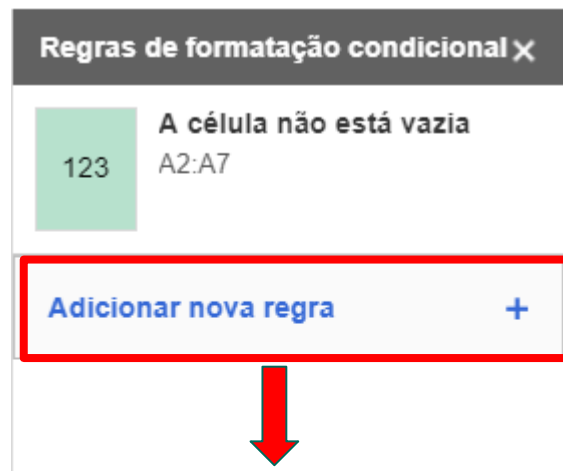 Regras de formatação condicional ×
A célula não está vazia
123
A2:A7
Adicionar nova regra +